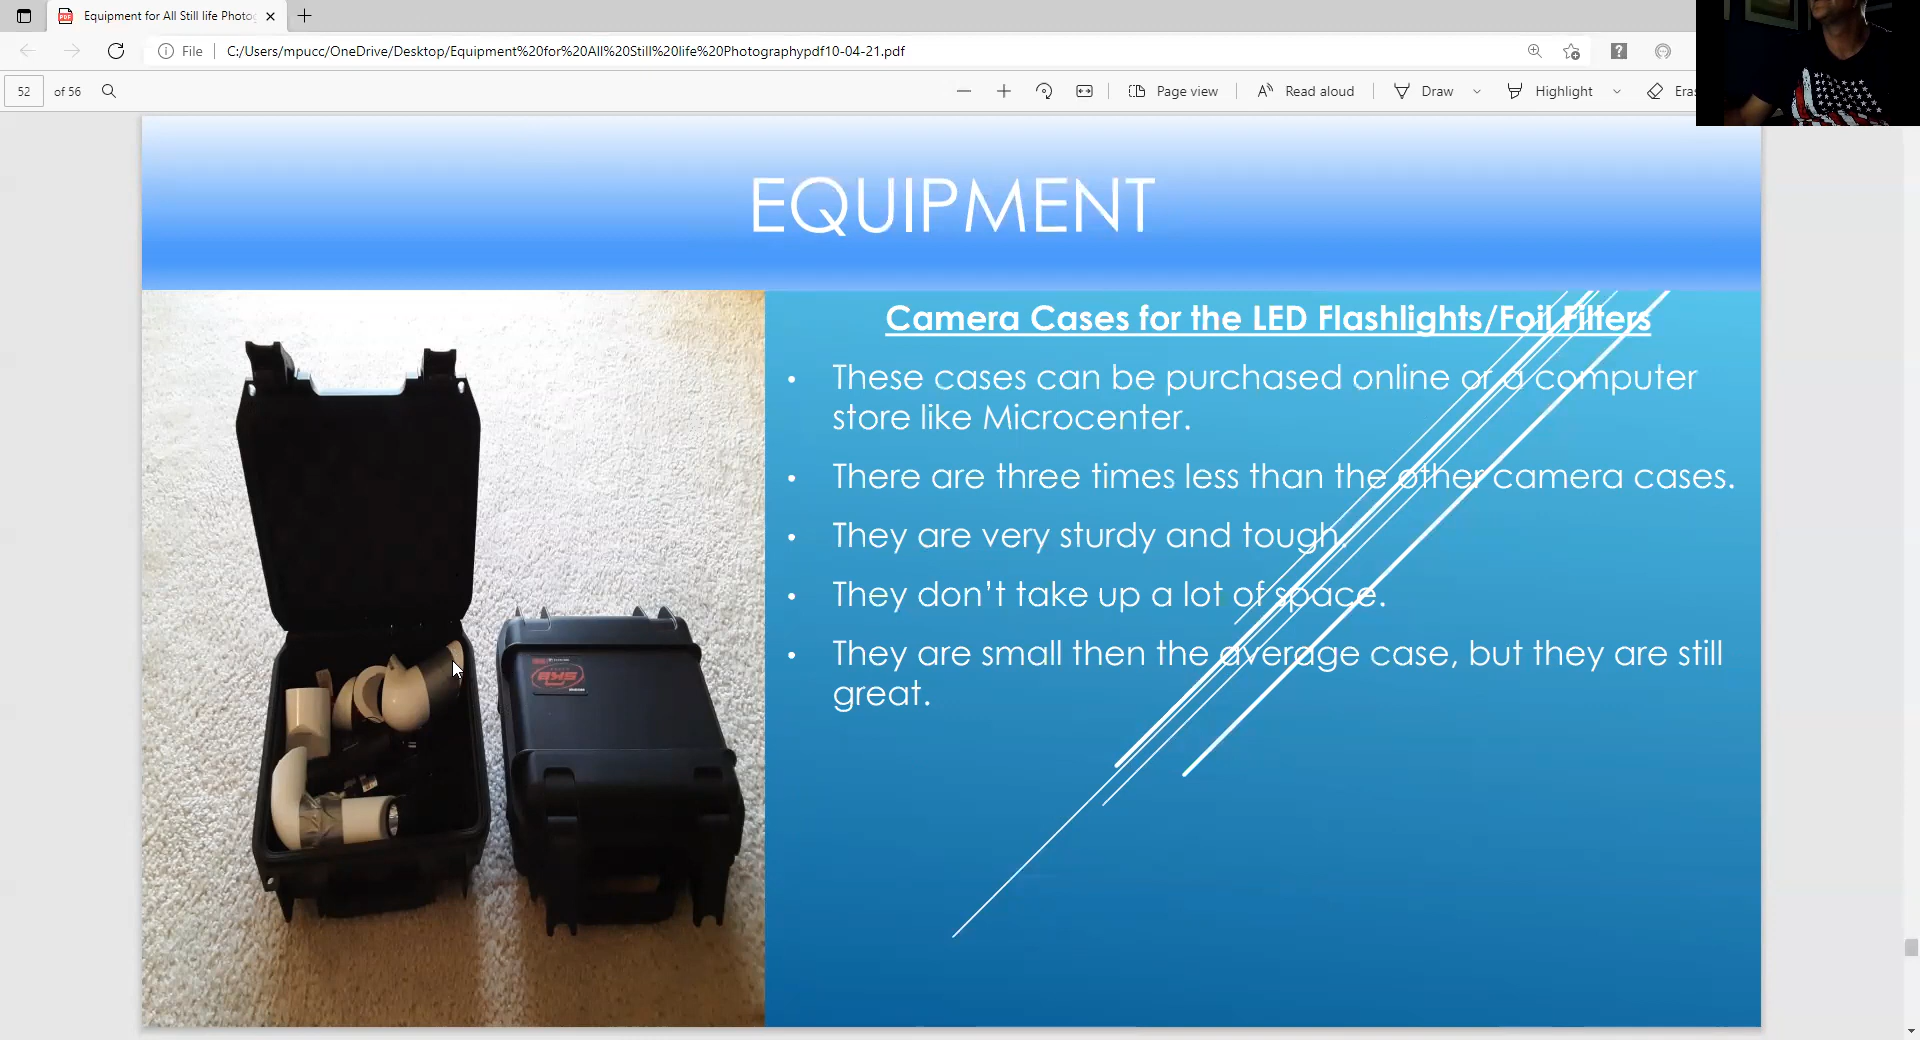 Equipment for All Still life Photog
File
C:/Users/mpucc/OneDrive/Desktop/Equipment%20for%20All%20Still%20life%20Photographypdf10-04-21.pdf
52 of 56
Page view
Read aloud
Draw
Highlight
Eras
EQUIPMENT
Camera Cases for the LED Flashlights/Foil Filters
• These cases can be purchased online or a computer
store like Microcenter.
• There are three times less than the other camera cases.
• They are very sturdy and tough.
• They don't take up a lot of space.
• They are small then the average case, but they are still
great.